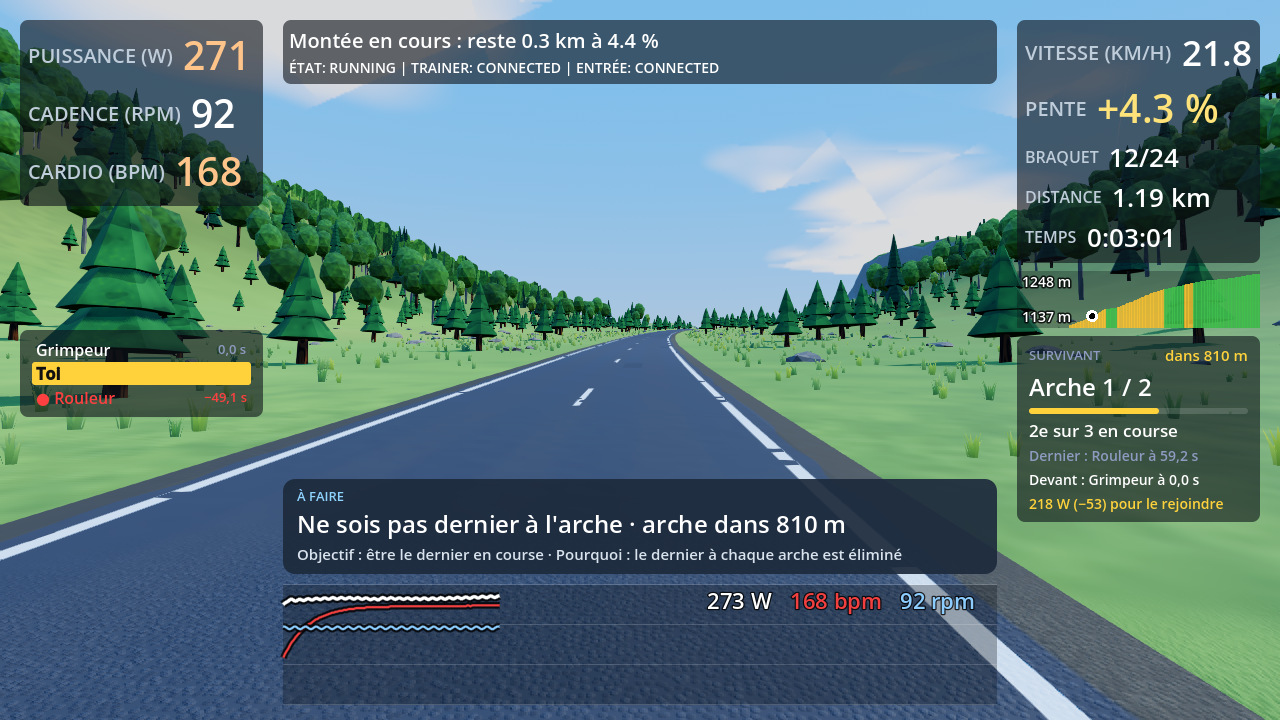 PUISSANCE (W) 271
CADENCE (RPM) 92
CARDIO (BPM) 168
Montée en cours : reste 0.3 km à 4.4 %
ÉTAT: RUNNING | TRAINER: CONNECTED | ENTRÉE: CONNECTED
VITESSE (KM/H) 21.8
PENTE +4.3 %
BRAQUET 12/24
DISTANCE 1.19 km
TEMPS 0:03:01
1248 m
1137 m
Grimpeur 0,0 s
Toi
Rouleur −49,1 s
SURVIVANT dans 810 m
Arche 1 / 2
2e sur 3 en course
Dernier : Rouleur à 59,2 s
Devant : Grimpeur à 0,0 s
218 W (−53) pour le rejoindre
À FAIRE
Ne sois pas dernier à l'arche · arche dans 810 m
Objectif : être le dernier en course · Pourquoi : le dernier à chaque arche est éliminé
273 W 168 bpm 92 rpm